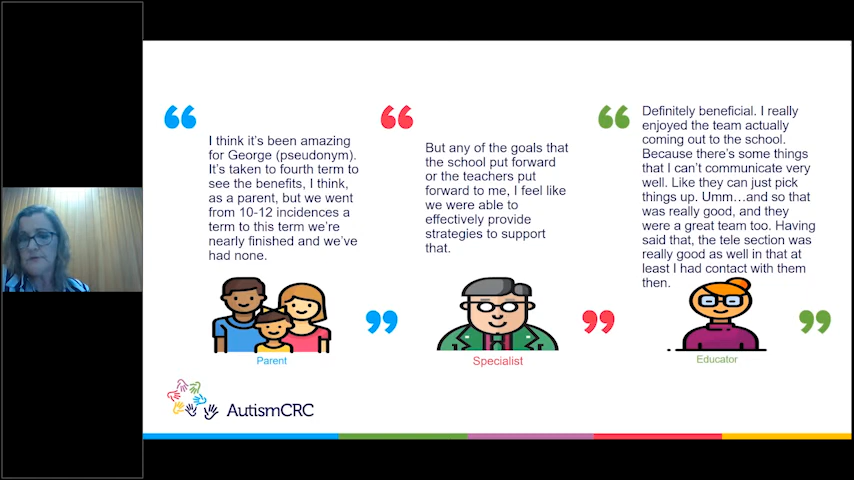 I think it's been amazing
for George (pseudonym).
It's taken to fourth term to
see the benefits, I think,
as a parent, but we went
from 10-12 incidences a
term to this term we're
nearly finished and we've
had none.
Parent
But any of the goals that
the school put forward
or the teachers put
forward to me, I feel like
we were able to
effectively provide
strategies to support
that.
Specialist
Definitely beneficial. I really
enjoyed the team actually
coming out to the school.
Because there's some things
that I can't communicate very
well. Like they can just pick
things up. Umm…and so that
was really good, and they
were a great team too. Having
said that, the tele section was
really good as well in that at
least I had contact with them
then.
Educator
AutismCRC